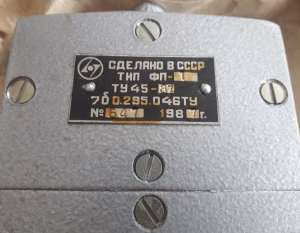 СДЕЛАНО В СССР
ТИП ФП-
ТУ45-
7б0.295.046ТУ
№ 198 г.